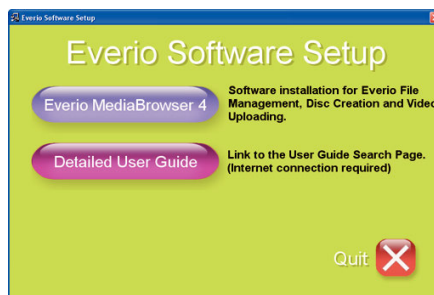 Everio Software Setup
Everio Software Setup
Everio MediaBrowser 4
Software installation for Everio File
Management, Disc Creation and Video
Uploading.
Detailed User Guide
Link to the User Guide Search Page.
(Internet connection required)
Quit